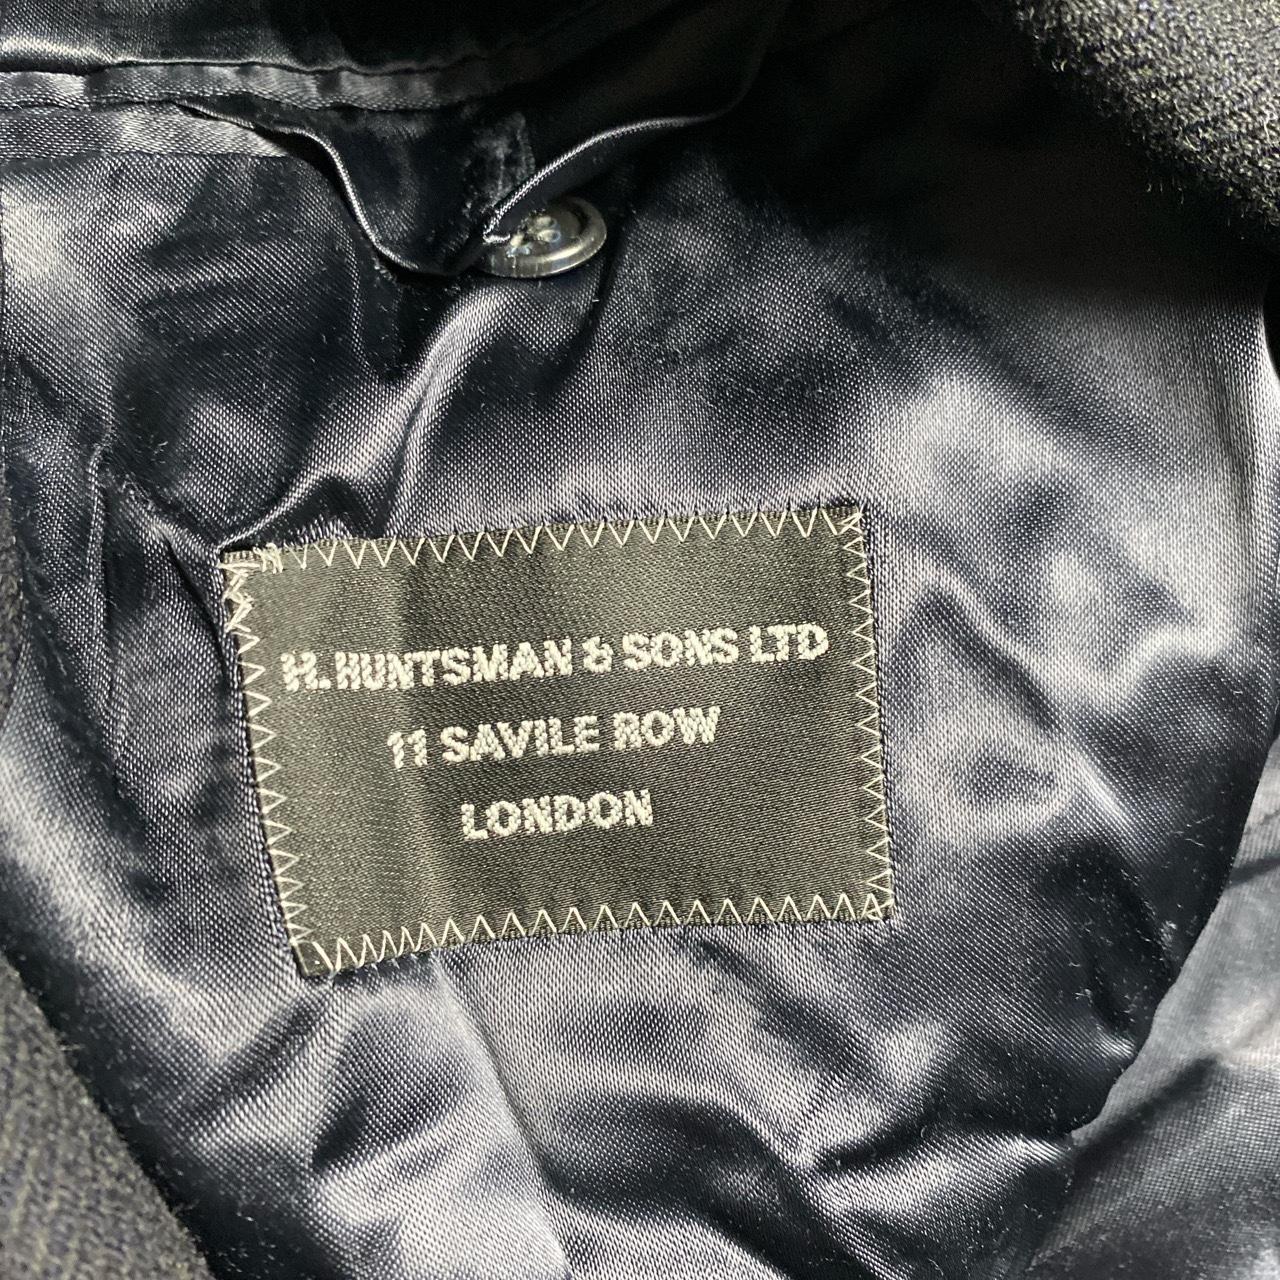 H. HUNTSMAN & SONS LTD
11 SAVILE ROW
LONDON